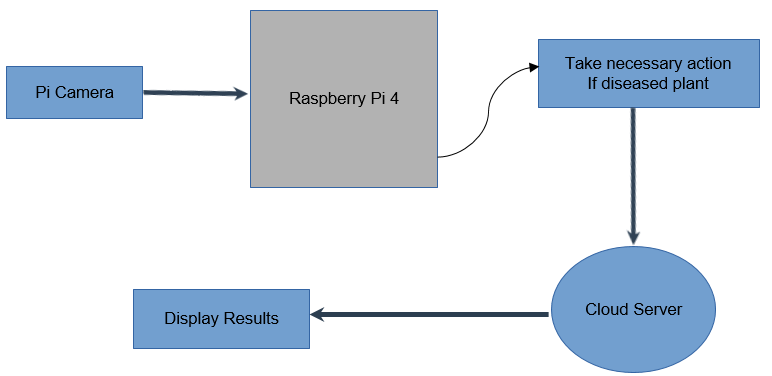 Pi Camera
Raspberry Pi 4
Take necessary action
If diseased plant
Cloud Server
Display Results